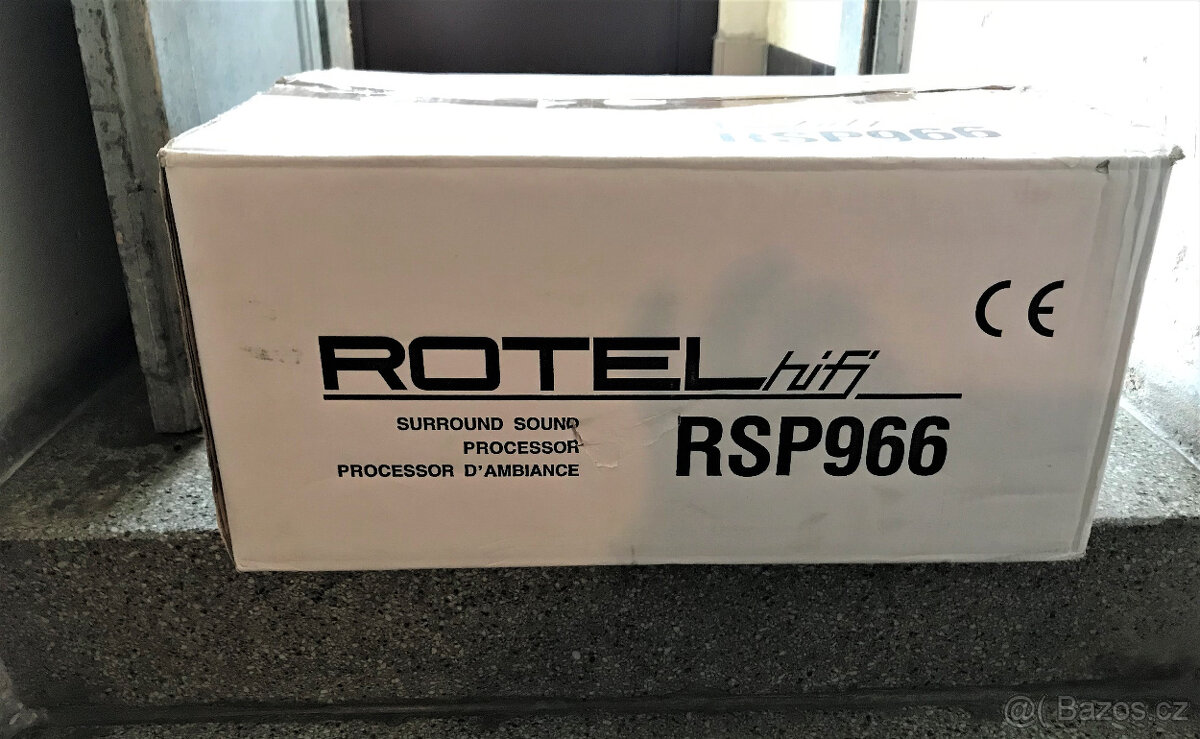 RSP966
CE
ROTEL hifi
SURROUND SOUND
PROCESSOR
PROCESSOR D'AMBIANCE
RSP966
@( Bazos.cz